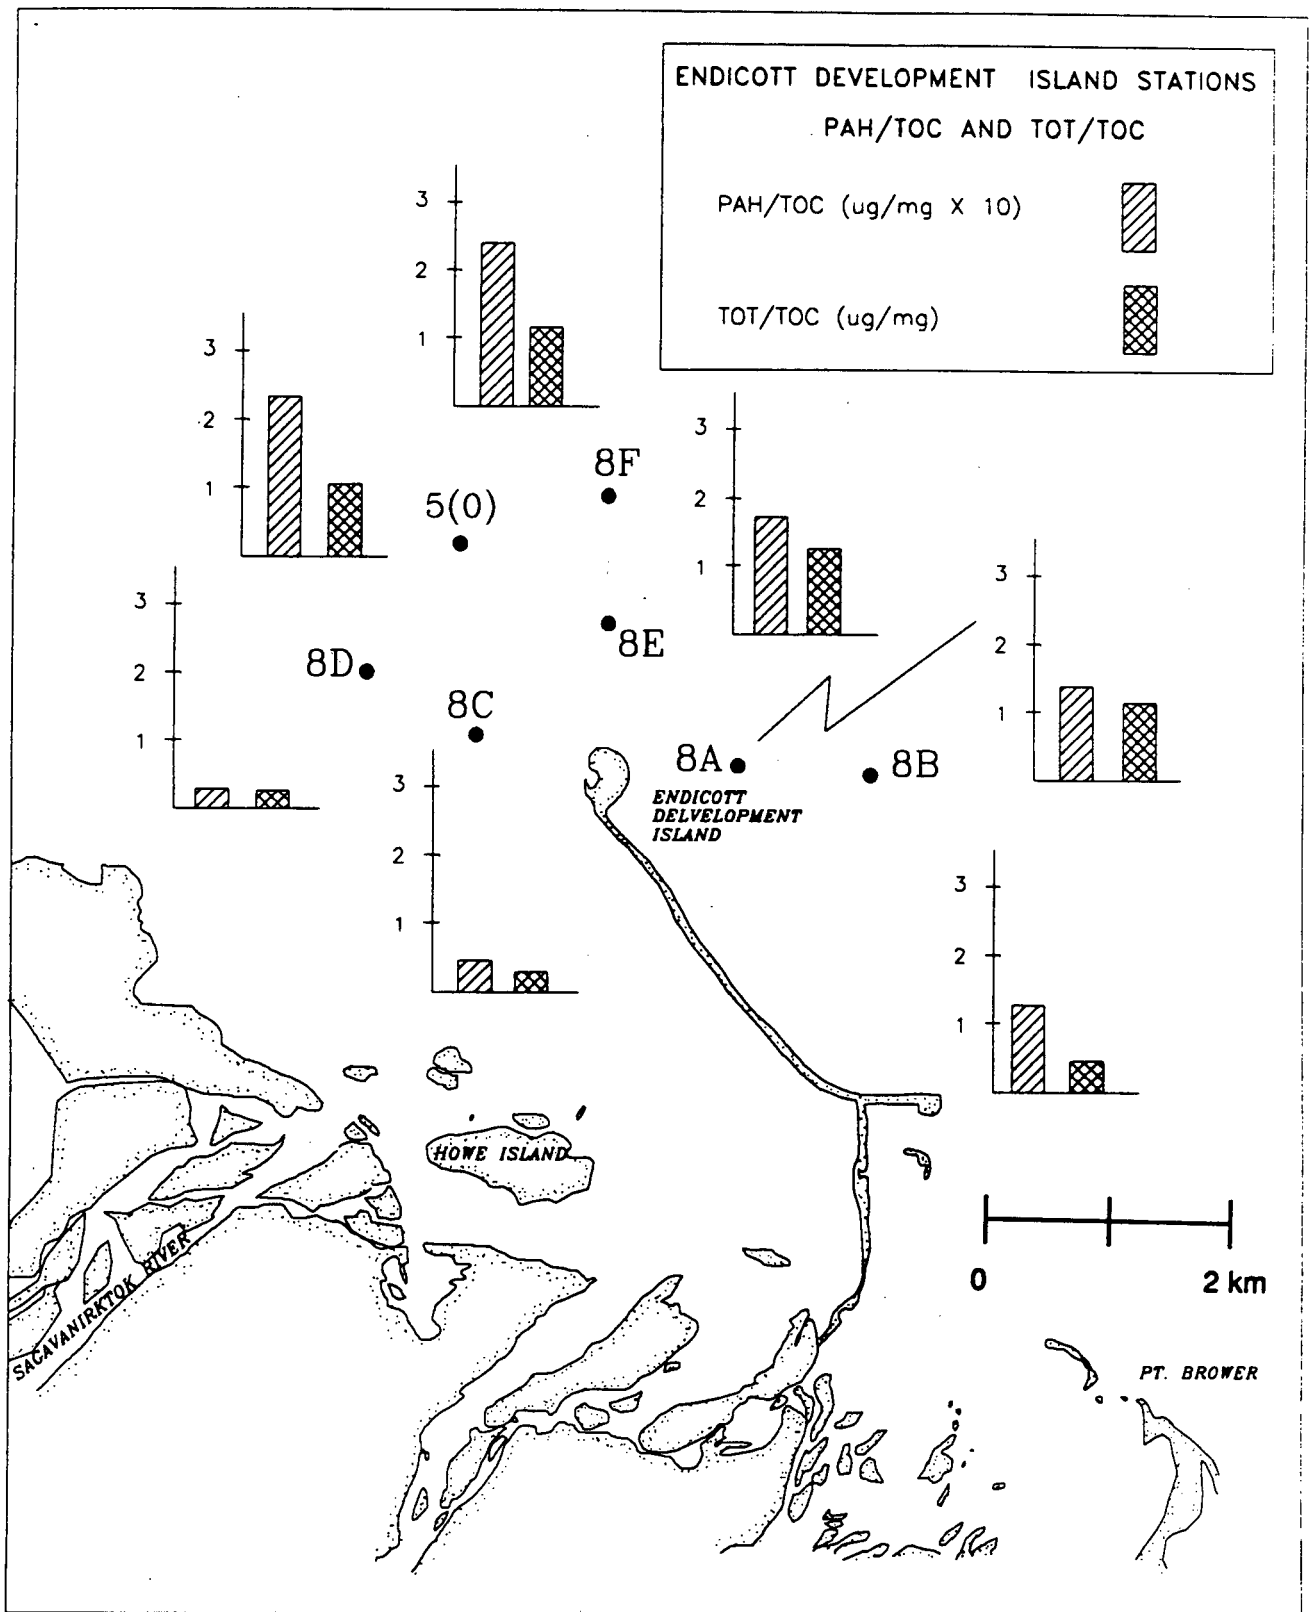 ENDICOTT DEVELOPMENT ISLAND STATIONS
PAH/TOC AND TOT/TOC
PAH/TOC (ug/mg X 10)
TOT/TOC (ug/mg)
3
2
1
3
2
1
8F
5(0)
3
2
1
3
2
1
8E
3
2
1
8D
8C
8A
8B
ENDICOTT
DELVELOPMENT
ISLAND
3
2
1
3
2
1
HOWE ISLAND
SAGAVANIRKTOK RIVER
0
2 km
PT. BROWER